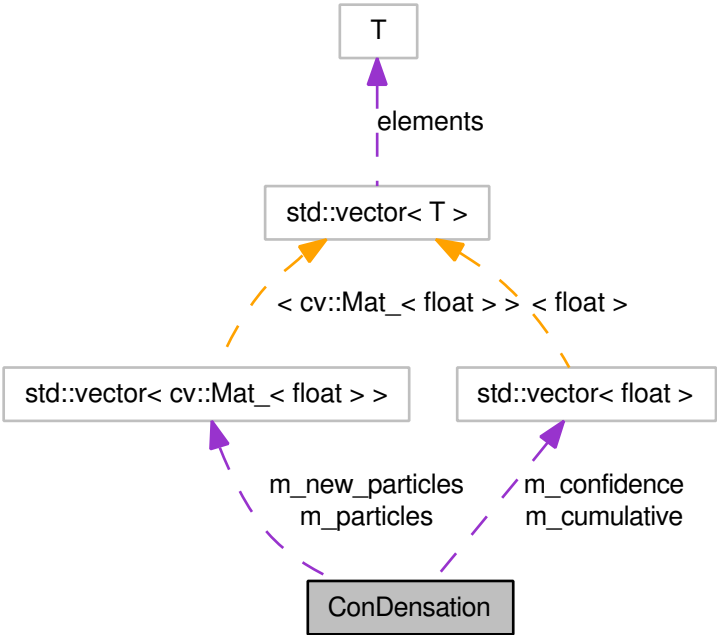 T
elements
std::vector< T >
< cv::Mat_< float > >
< float >
std::vector< cv::Mat_< float > >
std::vector< float >
m_new_particles
m_particles
m_confidence
m_cumulative
ConDensation